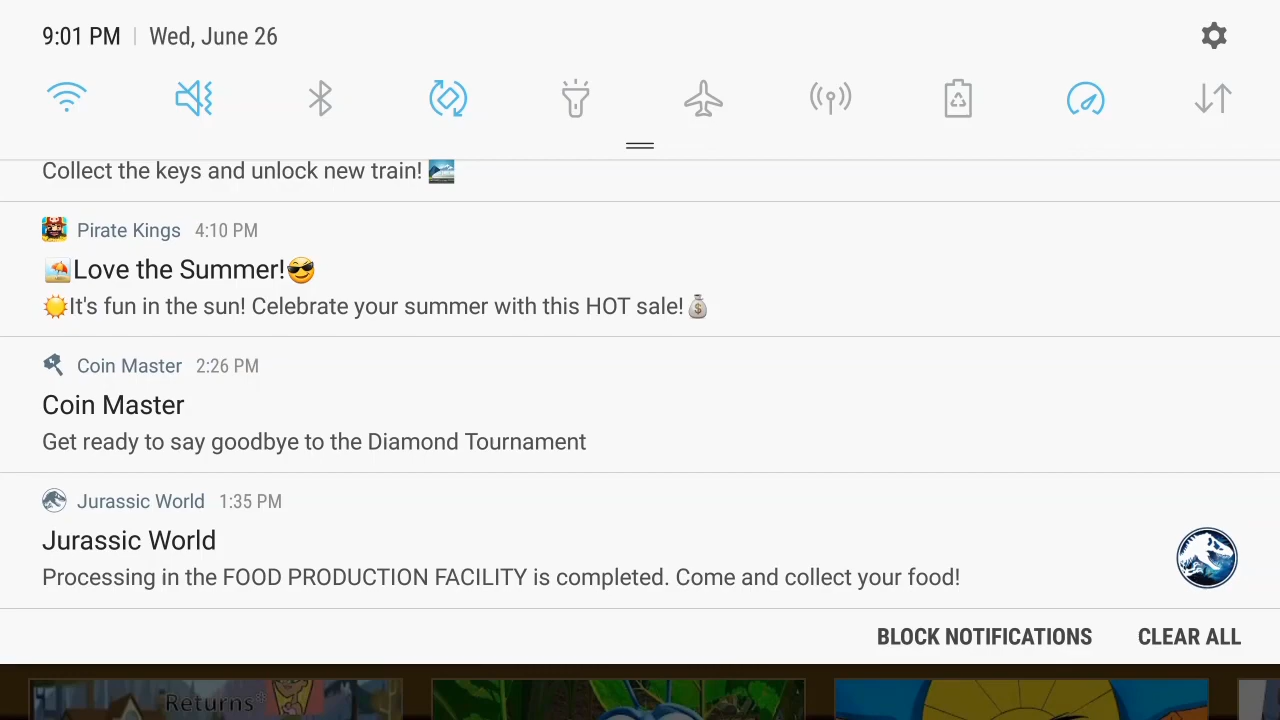 9:01 PM | Wed, June 26
Collect the keys and unlock new train! 🚅
Pirate Kings 4:10 PM
🏖️Love the Summer!😎
☀️It's fun in the sun! Celebrate your summer with this HOT sale!💰
Coin Master 2:26 PM
Coin Master
Get ready to say goodbye to the Diamond Tournament
Jurassic World 1:35 PM
Jurassic World
Processing in the FOOD PRODUCTION FACILITY is completed. Come and collect your food!
BLOCK NOTIFICATIONS CLEAR ALL
Returns*